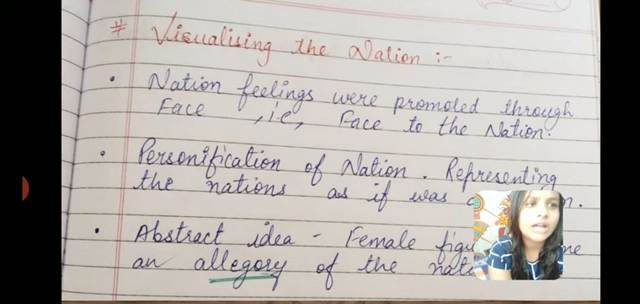 # Visualising the Nation :-
• Nation feelings were promoted through
Face , i.e, Face to the Nation.
• Personification of Nation. Representing
the nations as if was
• Abstract idea - Female
an allegory of the